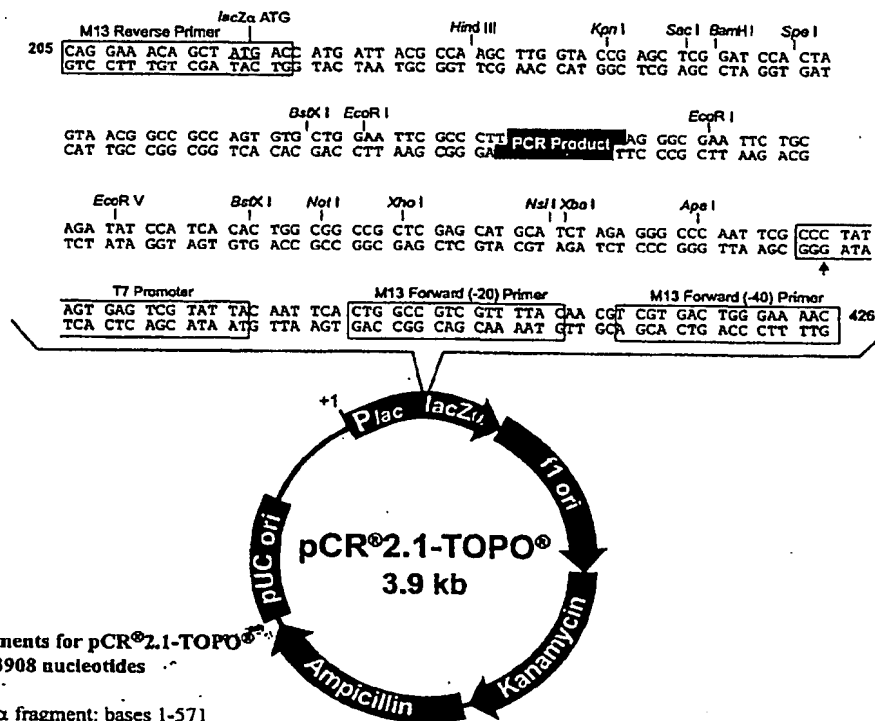 lacZα ATG
M13 Reverse Primer Hind III Kpn I Sac I BamH I Spe I
205 CAG GAA ACA GCT ATG ACC ATG ATT ACG CCA AGC TTG GTA CCG AGC TCG GAT CCA CTA
GTC CTT TGT CGA TAC TGG TAC TAA TGC GGT TCG AAC CAT GGC TCG AGC CTA GGT GAT
BstX I EcoR I EcoR I
GTA ACG GCC GCC AGT GTG CTG GAA TTC GCC CTT PCR Product AG GGC GAA TTC TGC
CAT TGC CGG CGG TCA CAC GAC CTT AAG CGG GA TTC CCG CTT AAG ACG
EcoR V BstX I Not I Xho I Nsi I Xba I Apa I
AGA TAT CCA TCA CAC TGG CGG CCG CTC GAG CAT GCA TCT AGA GGG CCC AAT TCG CCC TAT
TCT ATA GGT AGT GTG ACC GCC GGC GAG CTC GTA CGT AGA TCT CCC GGG TTA AGC GGG ATA
T7 Promoter M13 Forward (-20) Primer M13 Forward (-40) Primer
AGT GAG TCG TAT TAC AAT TCA CTG GCC GTC GTT TTA CAA CGT CGT GAC TGG GAA AAC 426
TCA CTC AGC ATA ATG TTA AGT GAC CGG CAG CAA AAT GTT GCA GCA CTG ACC CTT TTG
+1
Plac lacZα
f1 ori
pUC ori
pCR®2.1-TOPO®
3.9 kb
Kanamycin
Ampicillin
ments for pCR®2.1-TOPO®
3908 nucleotides
α fragment: bases 1-571